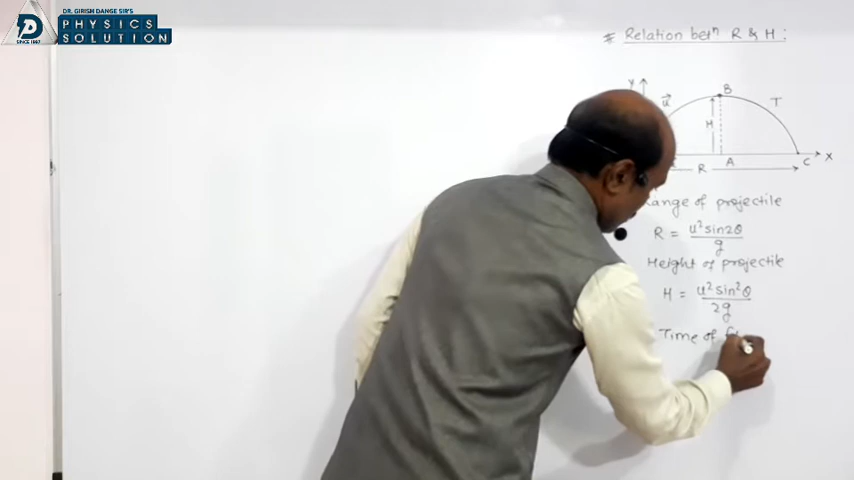 DR. GIRISH DANGE SIR'S
PHYSICS
SOLUTION
SINCE 1997
Relation betⁿ R & H :
Y
u
B
T
H
R
A
C
X
Range of projectile
R = u²sin2θ / g
Height of projectile
H = u²sin²θ / 2g
Time of